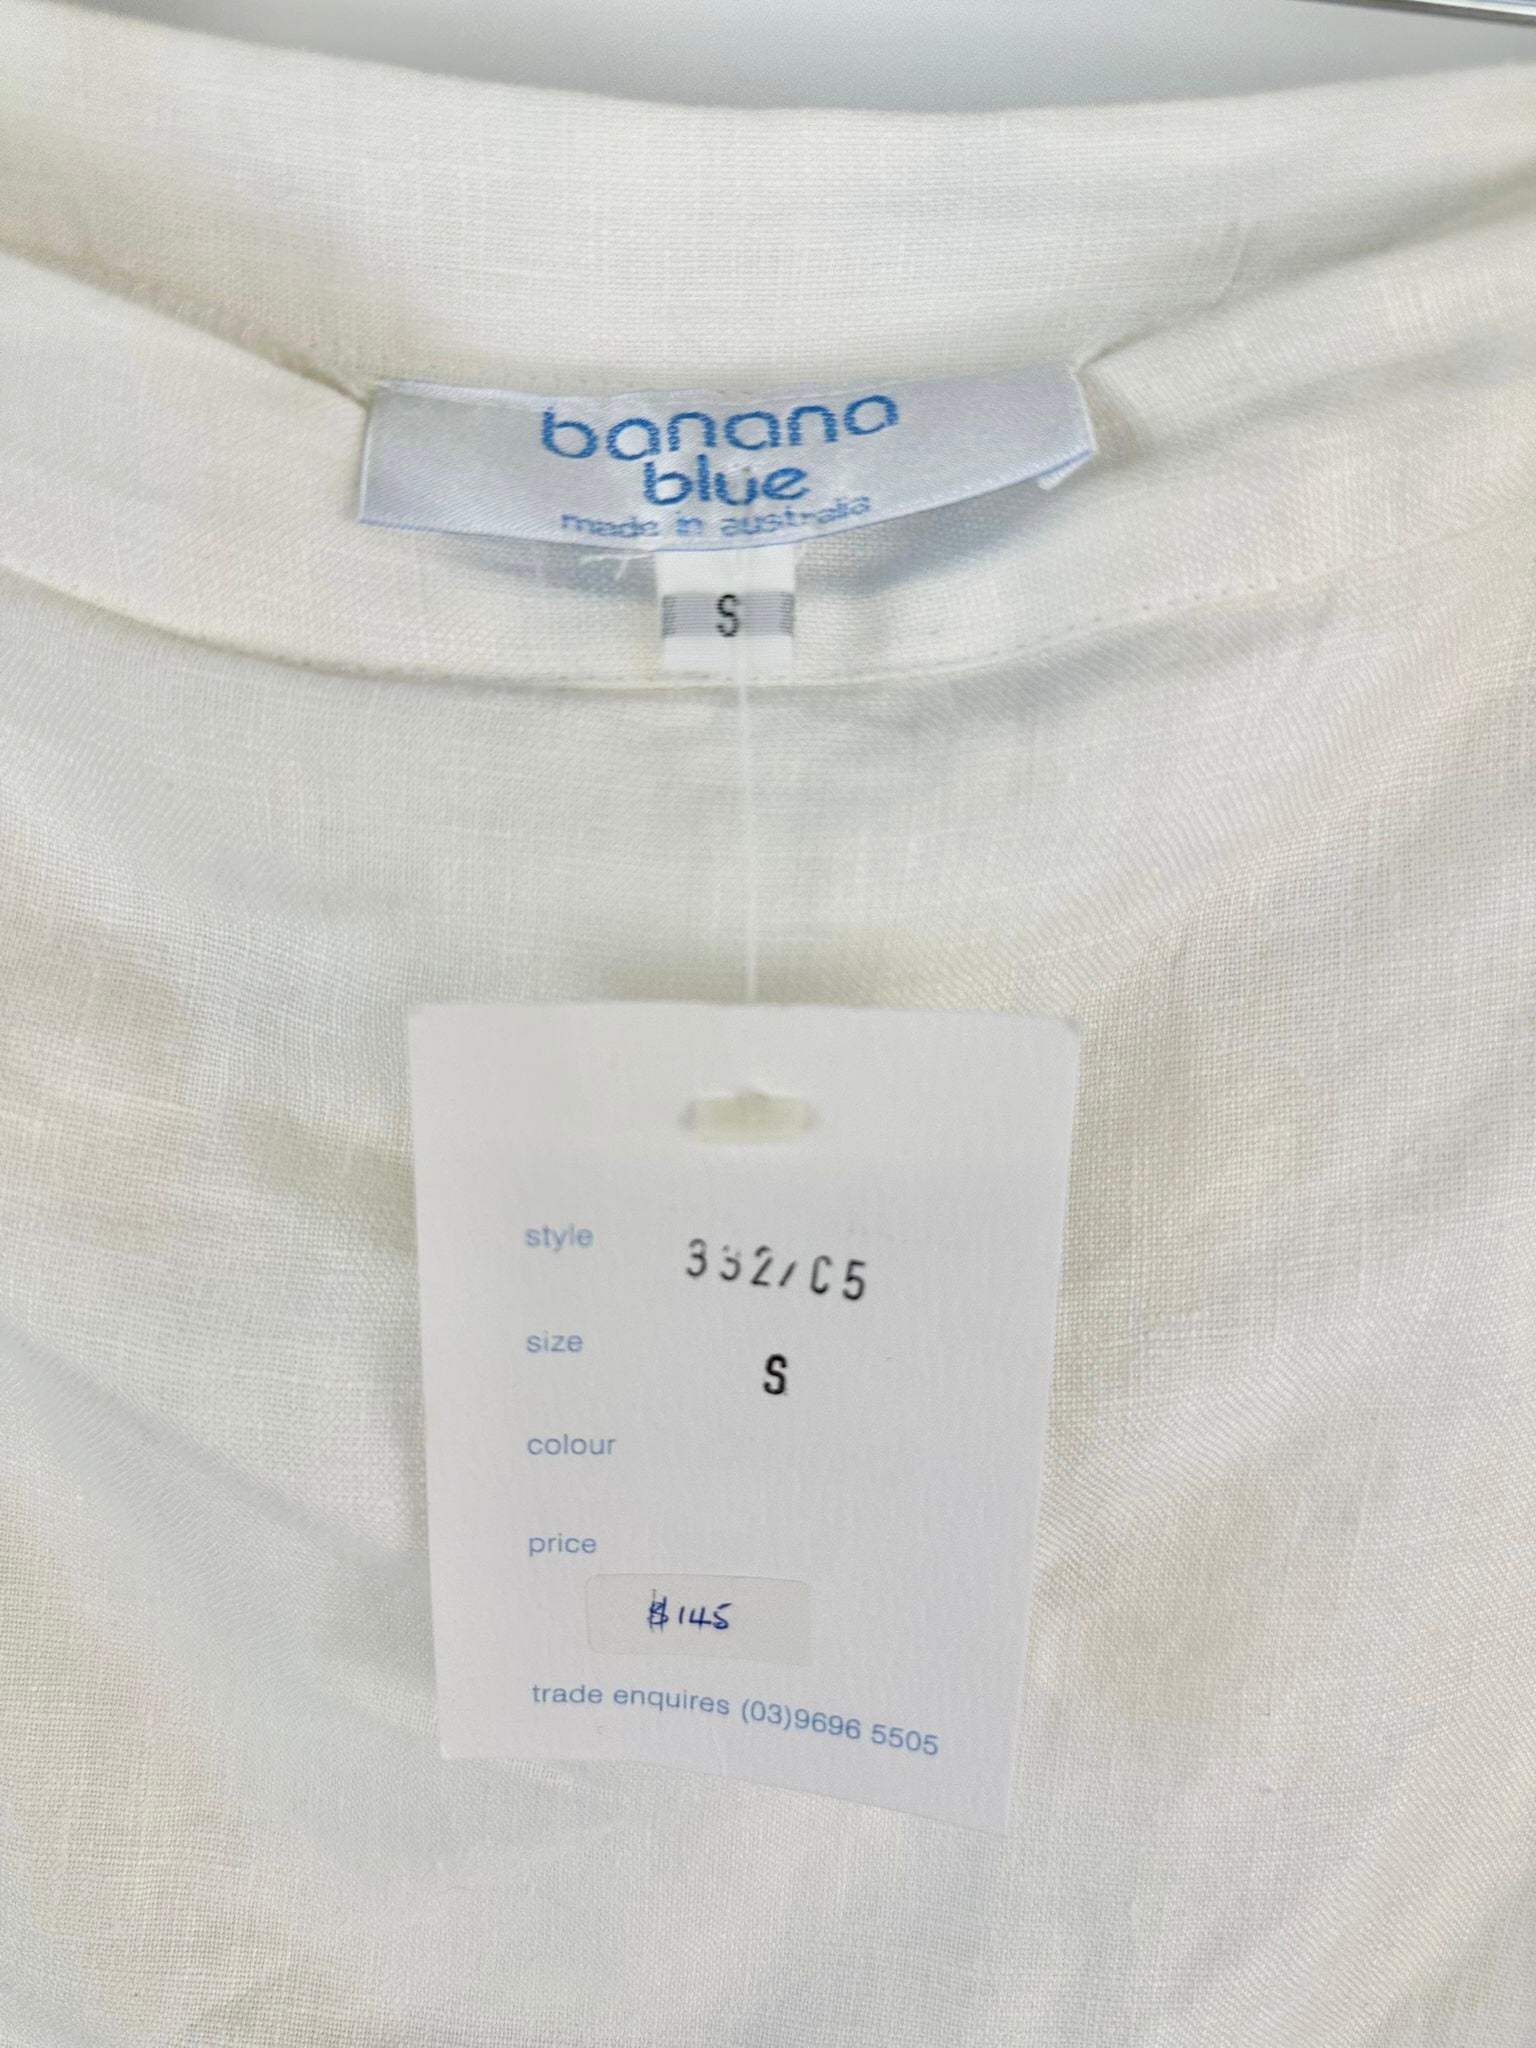 banana
blue
made in australia
S
style 332/C5
size S
colour
price
$145
trade enquires (03)9696 5505